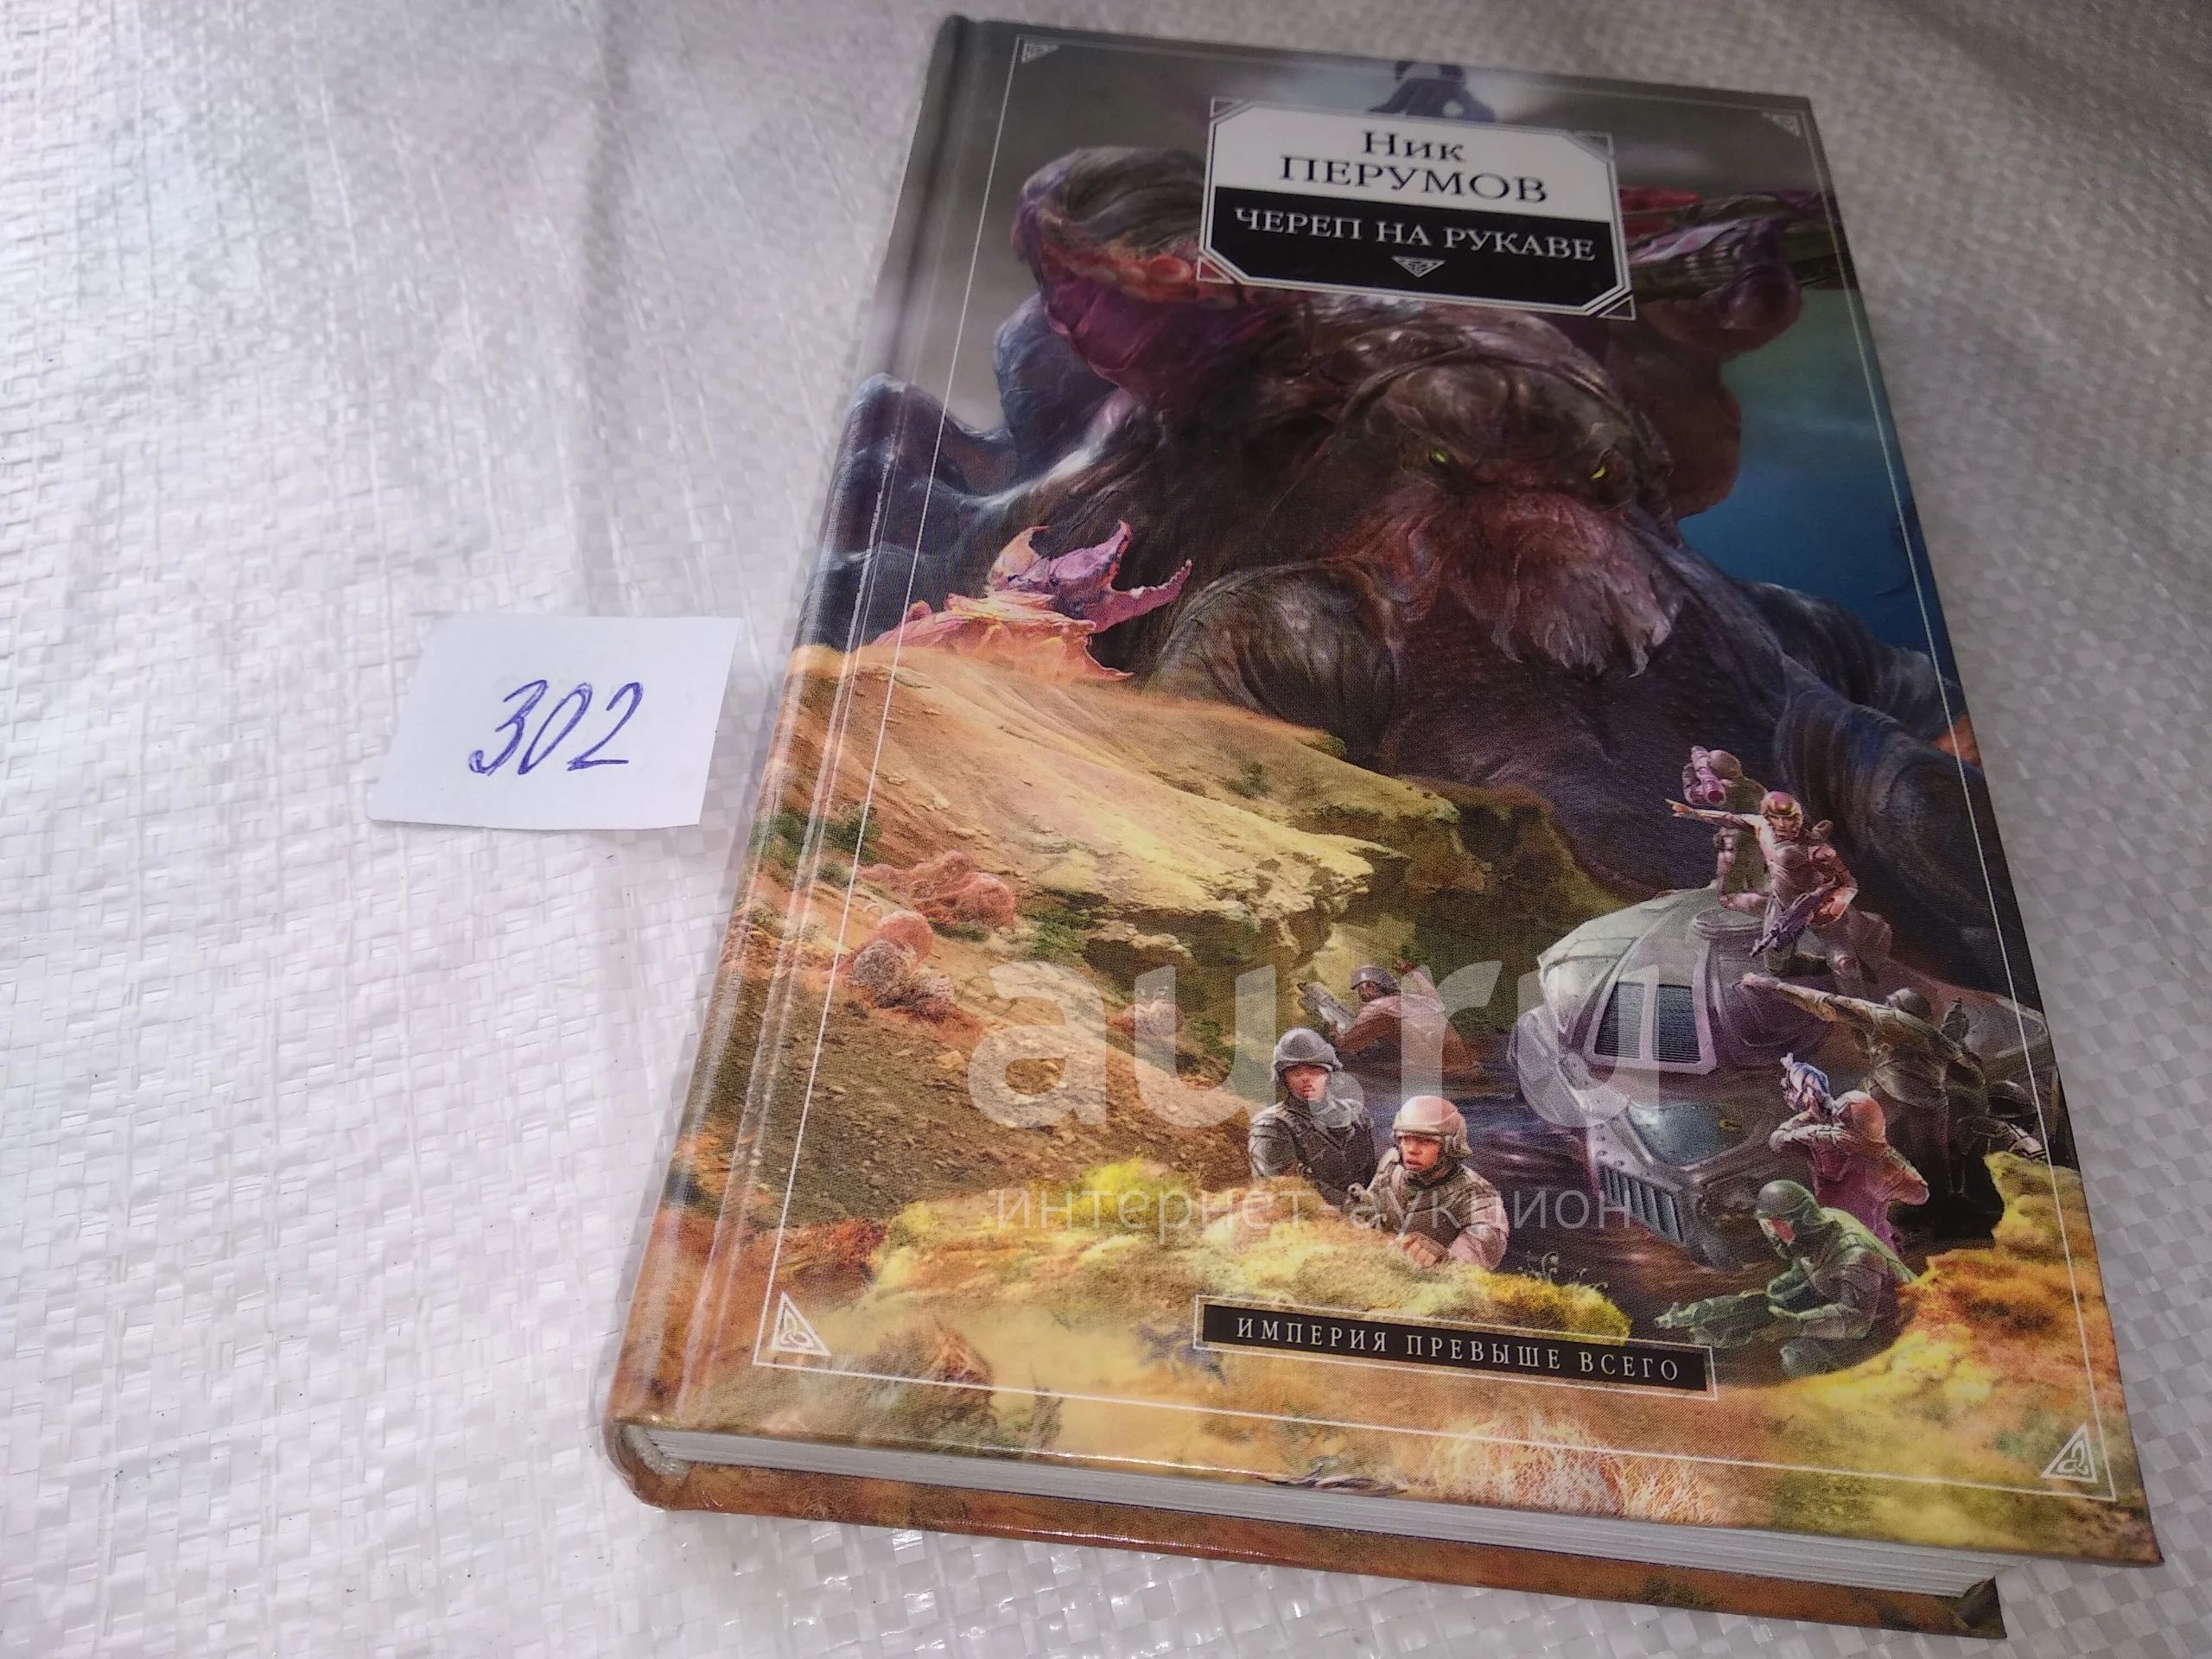 Ник
ПЕРУМОВ
ЧЕРЕП НА РУКАВЕ
302
au.ru
интернет аукцион
ИМПЕРИЯ ПРЕВЫШЕ ВСЕГО